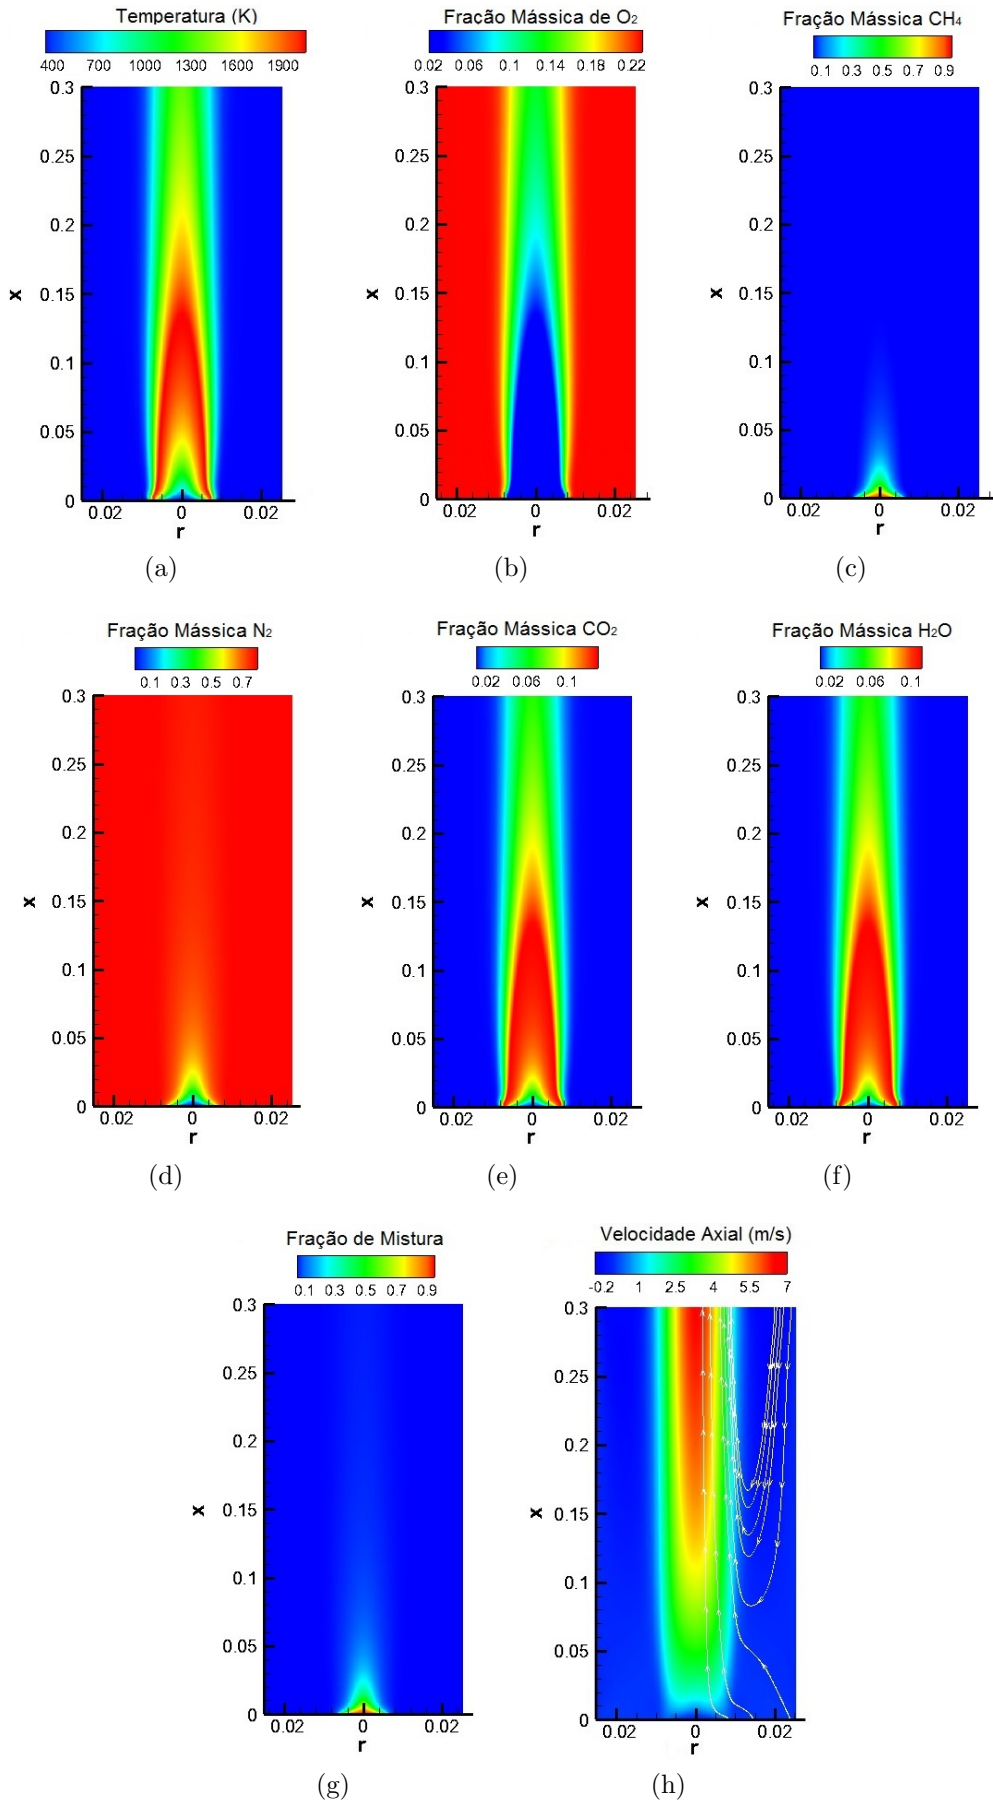 Temperatura (K)
400 700 1000 1300 1600 1900
0.3
0.25
0.2
0.15
0.1
0.05
0
x
0.02 0 0.02
r
(a)
Fração Mássica de O2
0.02 0.06 0.1 0.14 0.18 0.22
0.3
0.25
0.2
0.15
0.1
0.05
0
x
0.02 0 0.02
r
(b)
Fração Mássica CH4
0.1 0.3 0.5 0.7 0.9
0.3
0.25
0.2
0.15
0.1
0.05
0
x
0.02 0 0.02
r
(c)
Fração Mássica N2
0.1 0.3 0.5 0.7
0.3
0.25
0.2
0.15
0.1
0.05
0
x
0.02 0 0.02
r
(d)
Fração Mássica CO2
0.02 0.06 0.1
0.3
0.25
0.2
0.15
0.1
0.05
0
x
0.02 0 0.02
r
(e)
Fração Mássica H2O
0.02 0.06 0.1
0.3
0.25
0.2
0.15
0.1
0.05
0
x
0.02 0 0.02
r
(f)
Fração de Mistura
0.1 0.3 0.5 0.7 0.9
0.3
0.25
0.2
0.15
0.1
0.05
0
x
0.02 0 0.02
r
(g)
Velocidade Axial (m/s)
-0.2 1 2.5 4 5.5 7
0.3
0.25
0.2
0.15
0.1
0.05
0
x
0.02 0 0.02
r
(h)